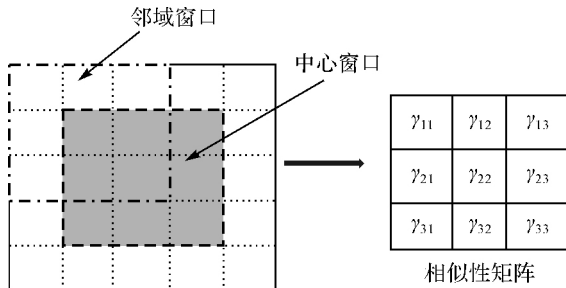 邻域窗口
中心窗口
γ₁₁ γ₁₂ γ₁₃
γ₂₁ γ₂₂ γ₂₃
γ₃₁ γ₃₂ γ₃₃
相似性矩阵